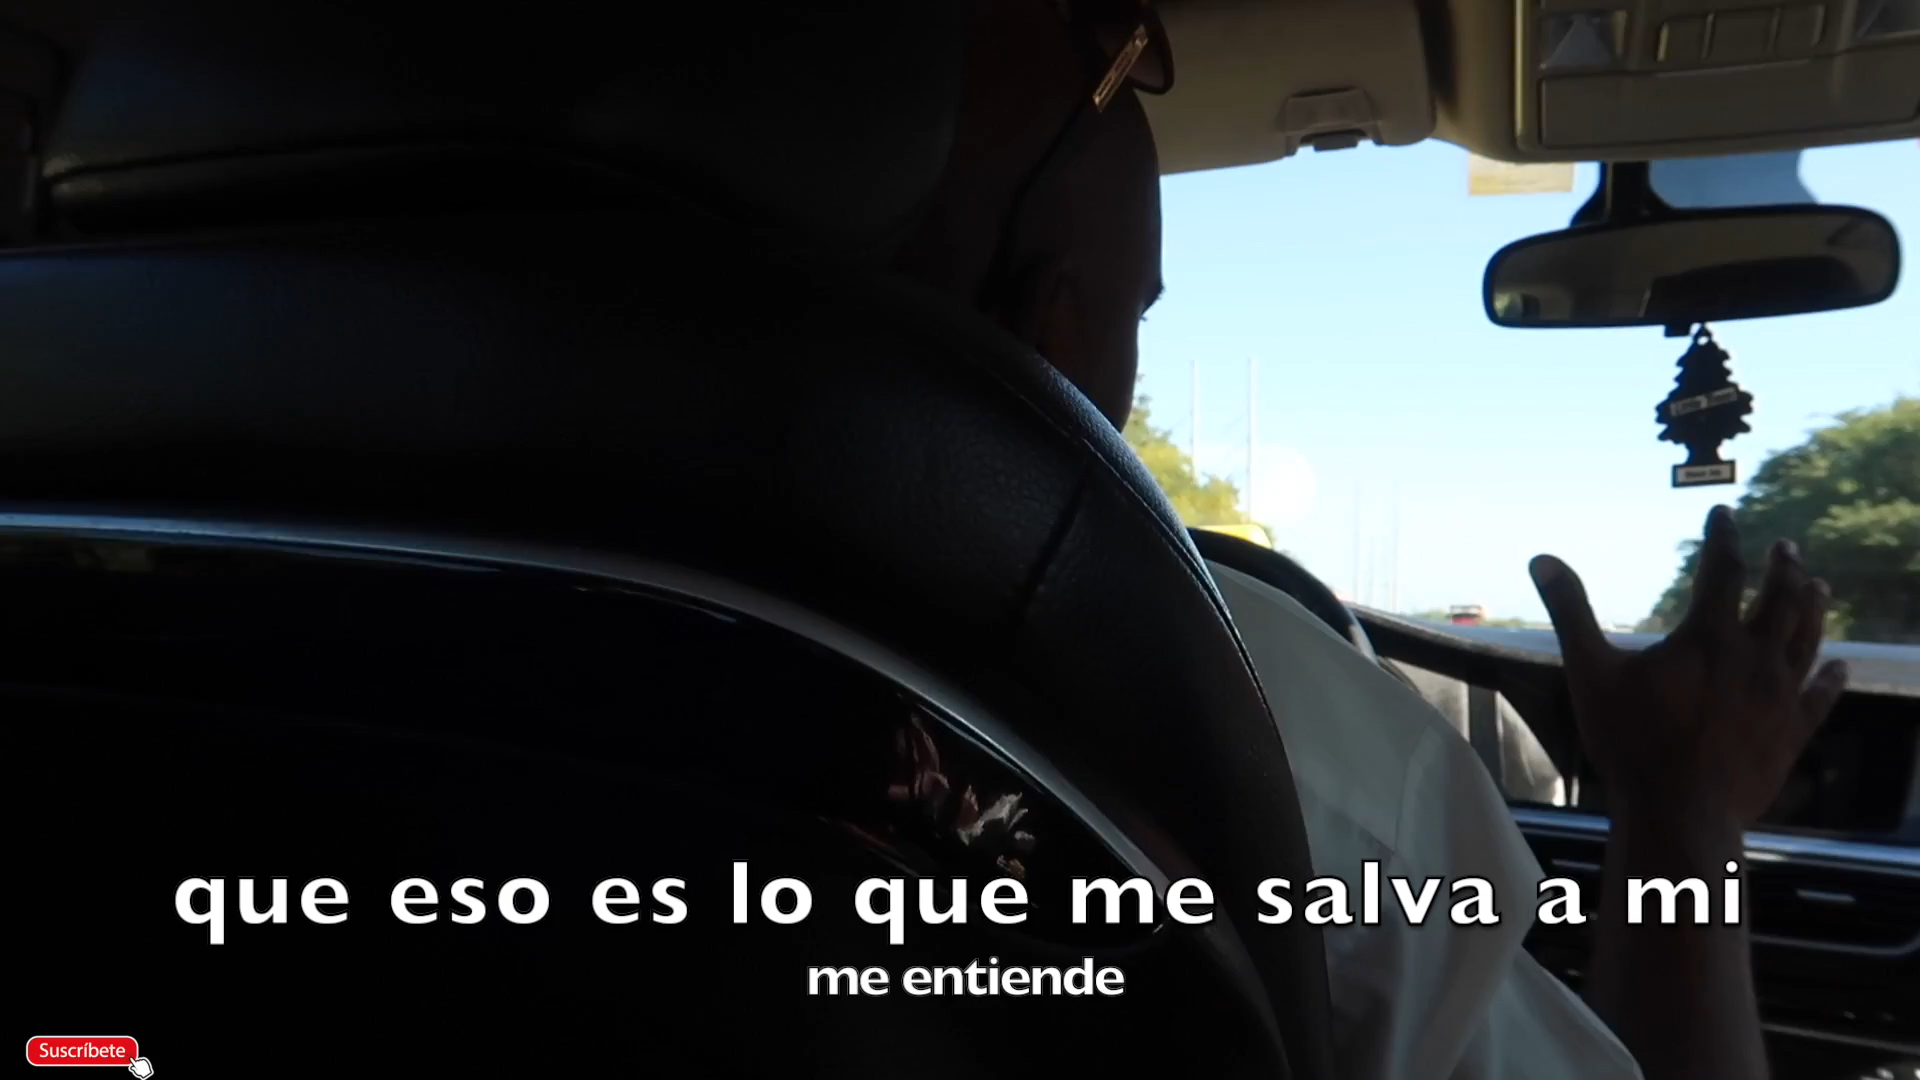 que eso es lo que me salva a mi
me entiende
Suscríbete